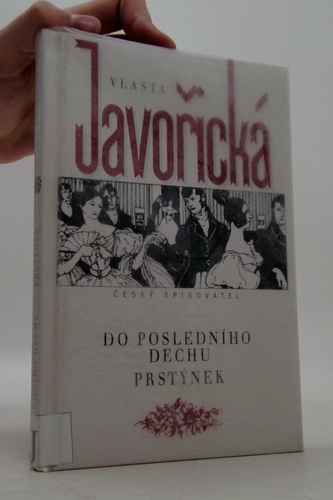 VLASTA
Javořická
ČESKÝ SPISOVATEL
DO POSLEDNÍHO
DECHU
PRSTÝNEK